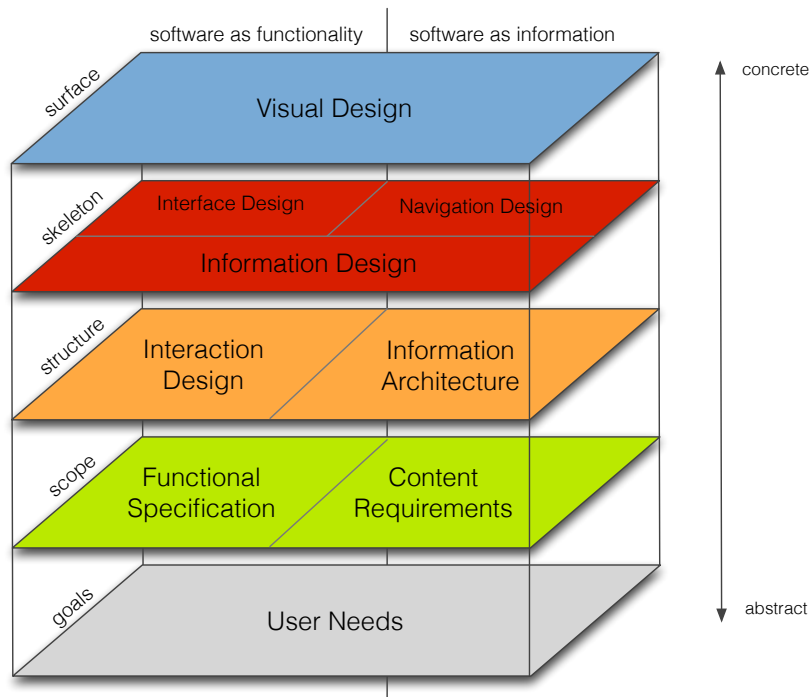 software as functionality
software as information
concrete
surface
Visual Design
skeleton
Interface Design
Navigation Design
Information Design
structure
Interaction
Design
Information
Architecture
scope
Functional
Specification
Content
Requirements
goals
User Needs
abstract